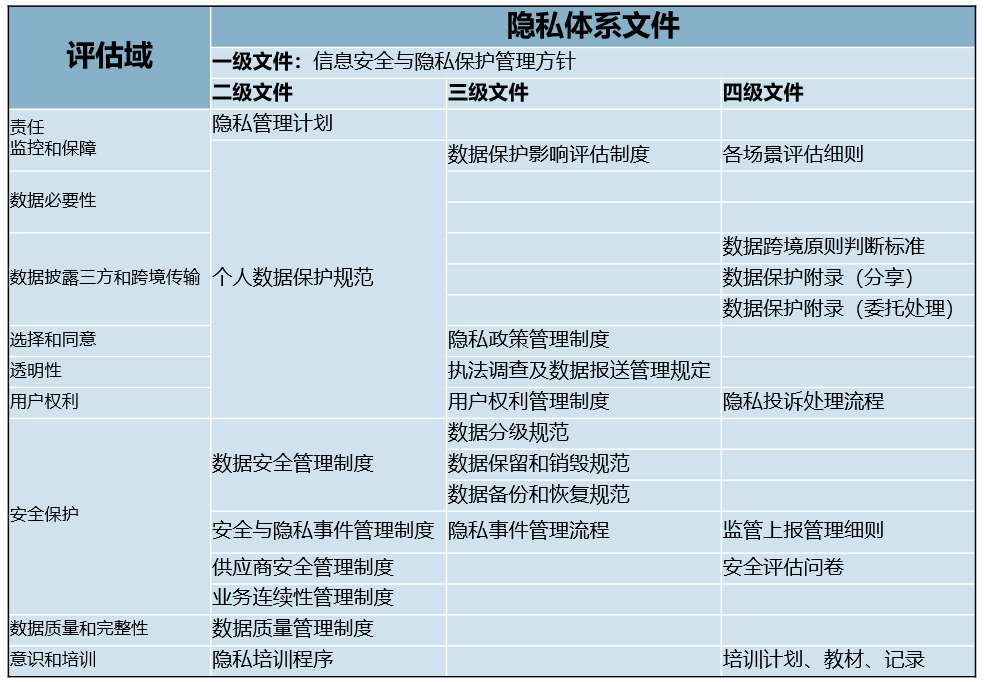 评估域
隐私体系文件
一级文件：信息安全与隐私保护管理方针
二级文件 三级文件 四级文件
责任
监控和保障
隐私管理计划
数据保护影响评估制度 各场景评估细则
数据必要性
数据跨境原则判断标准
数据披露三方和跨境传输 个人数据保护规范 数据保护附录（分享）
数据保护附录（委托处理）
选择和同意 隐私政策管理制度
透明性 执法调查及数据报送管理规定
用户权利 用户权利管理制度 隐私投诉处理流程
数据分级规范
数据安全管理制度 数据保留和销毁规范
数据备份和恢复规范
安全保护
安全与隐私事件管理制度 隐私事件管理流程 监管上报管理细则
供应商安全管理制度 安全评估问卷
业务连续性管理制度
数据质量和完整性 数据质量管理制度
意识和培训 隐私培训程序 培训计划、教材、记录